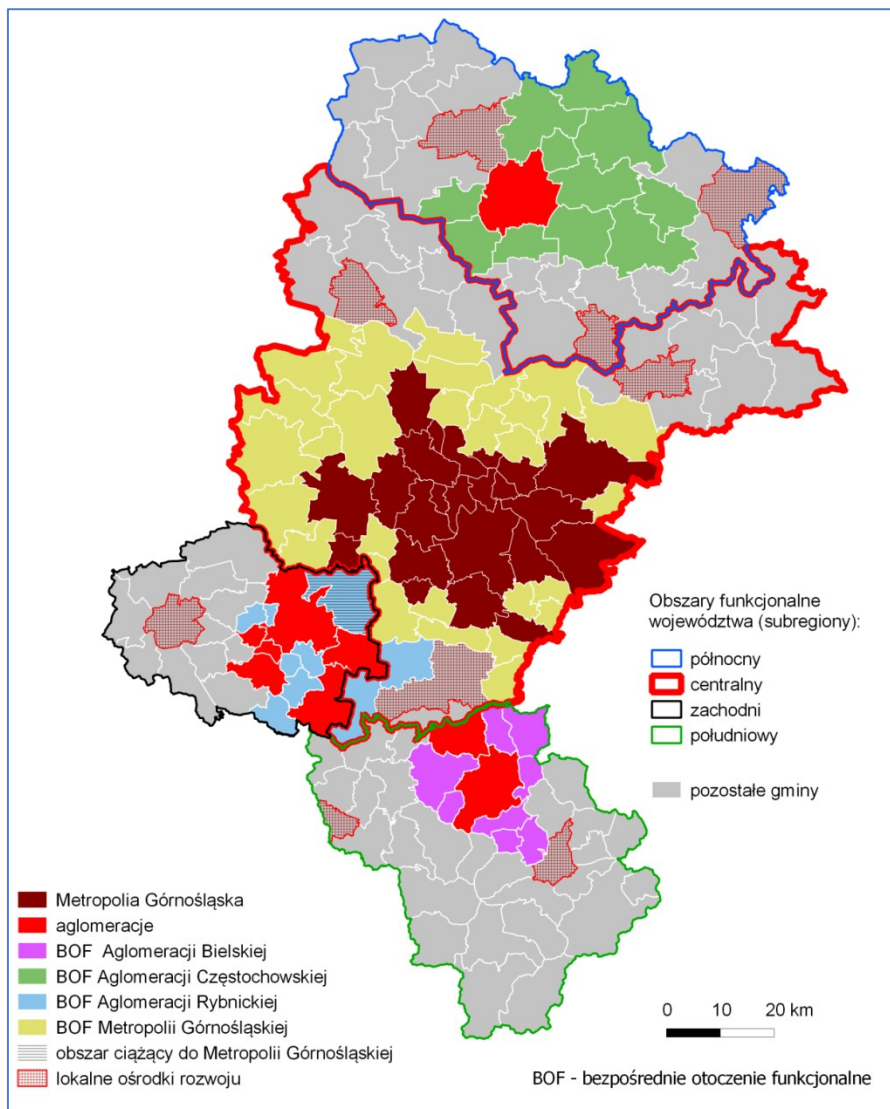 Obszary funkcjonalne
województwa (subregiony):
północny
centralny
zachodni
południowy
pozostałe gminy
Metropolia Górnośląska
aglomeracje
BOF Aglomeracji Bielskiej
BOF Aglomeracji Częstochowskiej
BOF Aglomeracji Rybnickiej
BOF Metropolii Górnośląskiej
obszar ciążący do Metropolii Górnośląskiej
lokalne ośrodki rozwoju
0 10 20 km
BOF - bezpośrednie otoczenie funkcjonalne